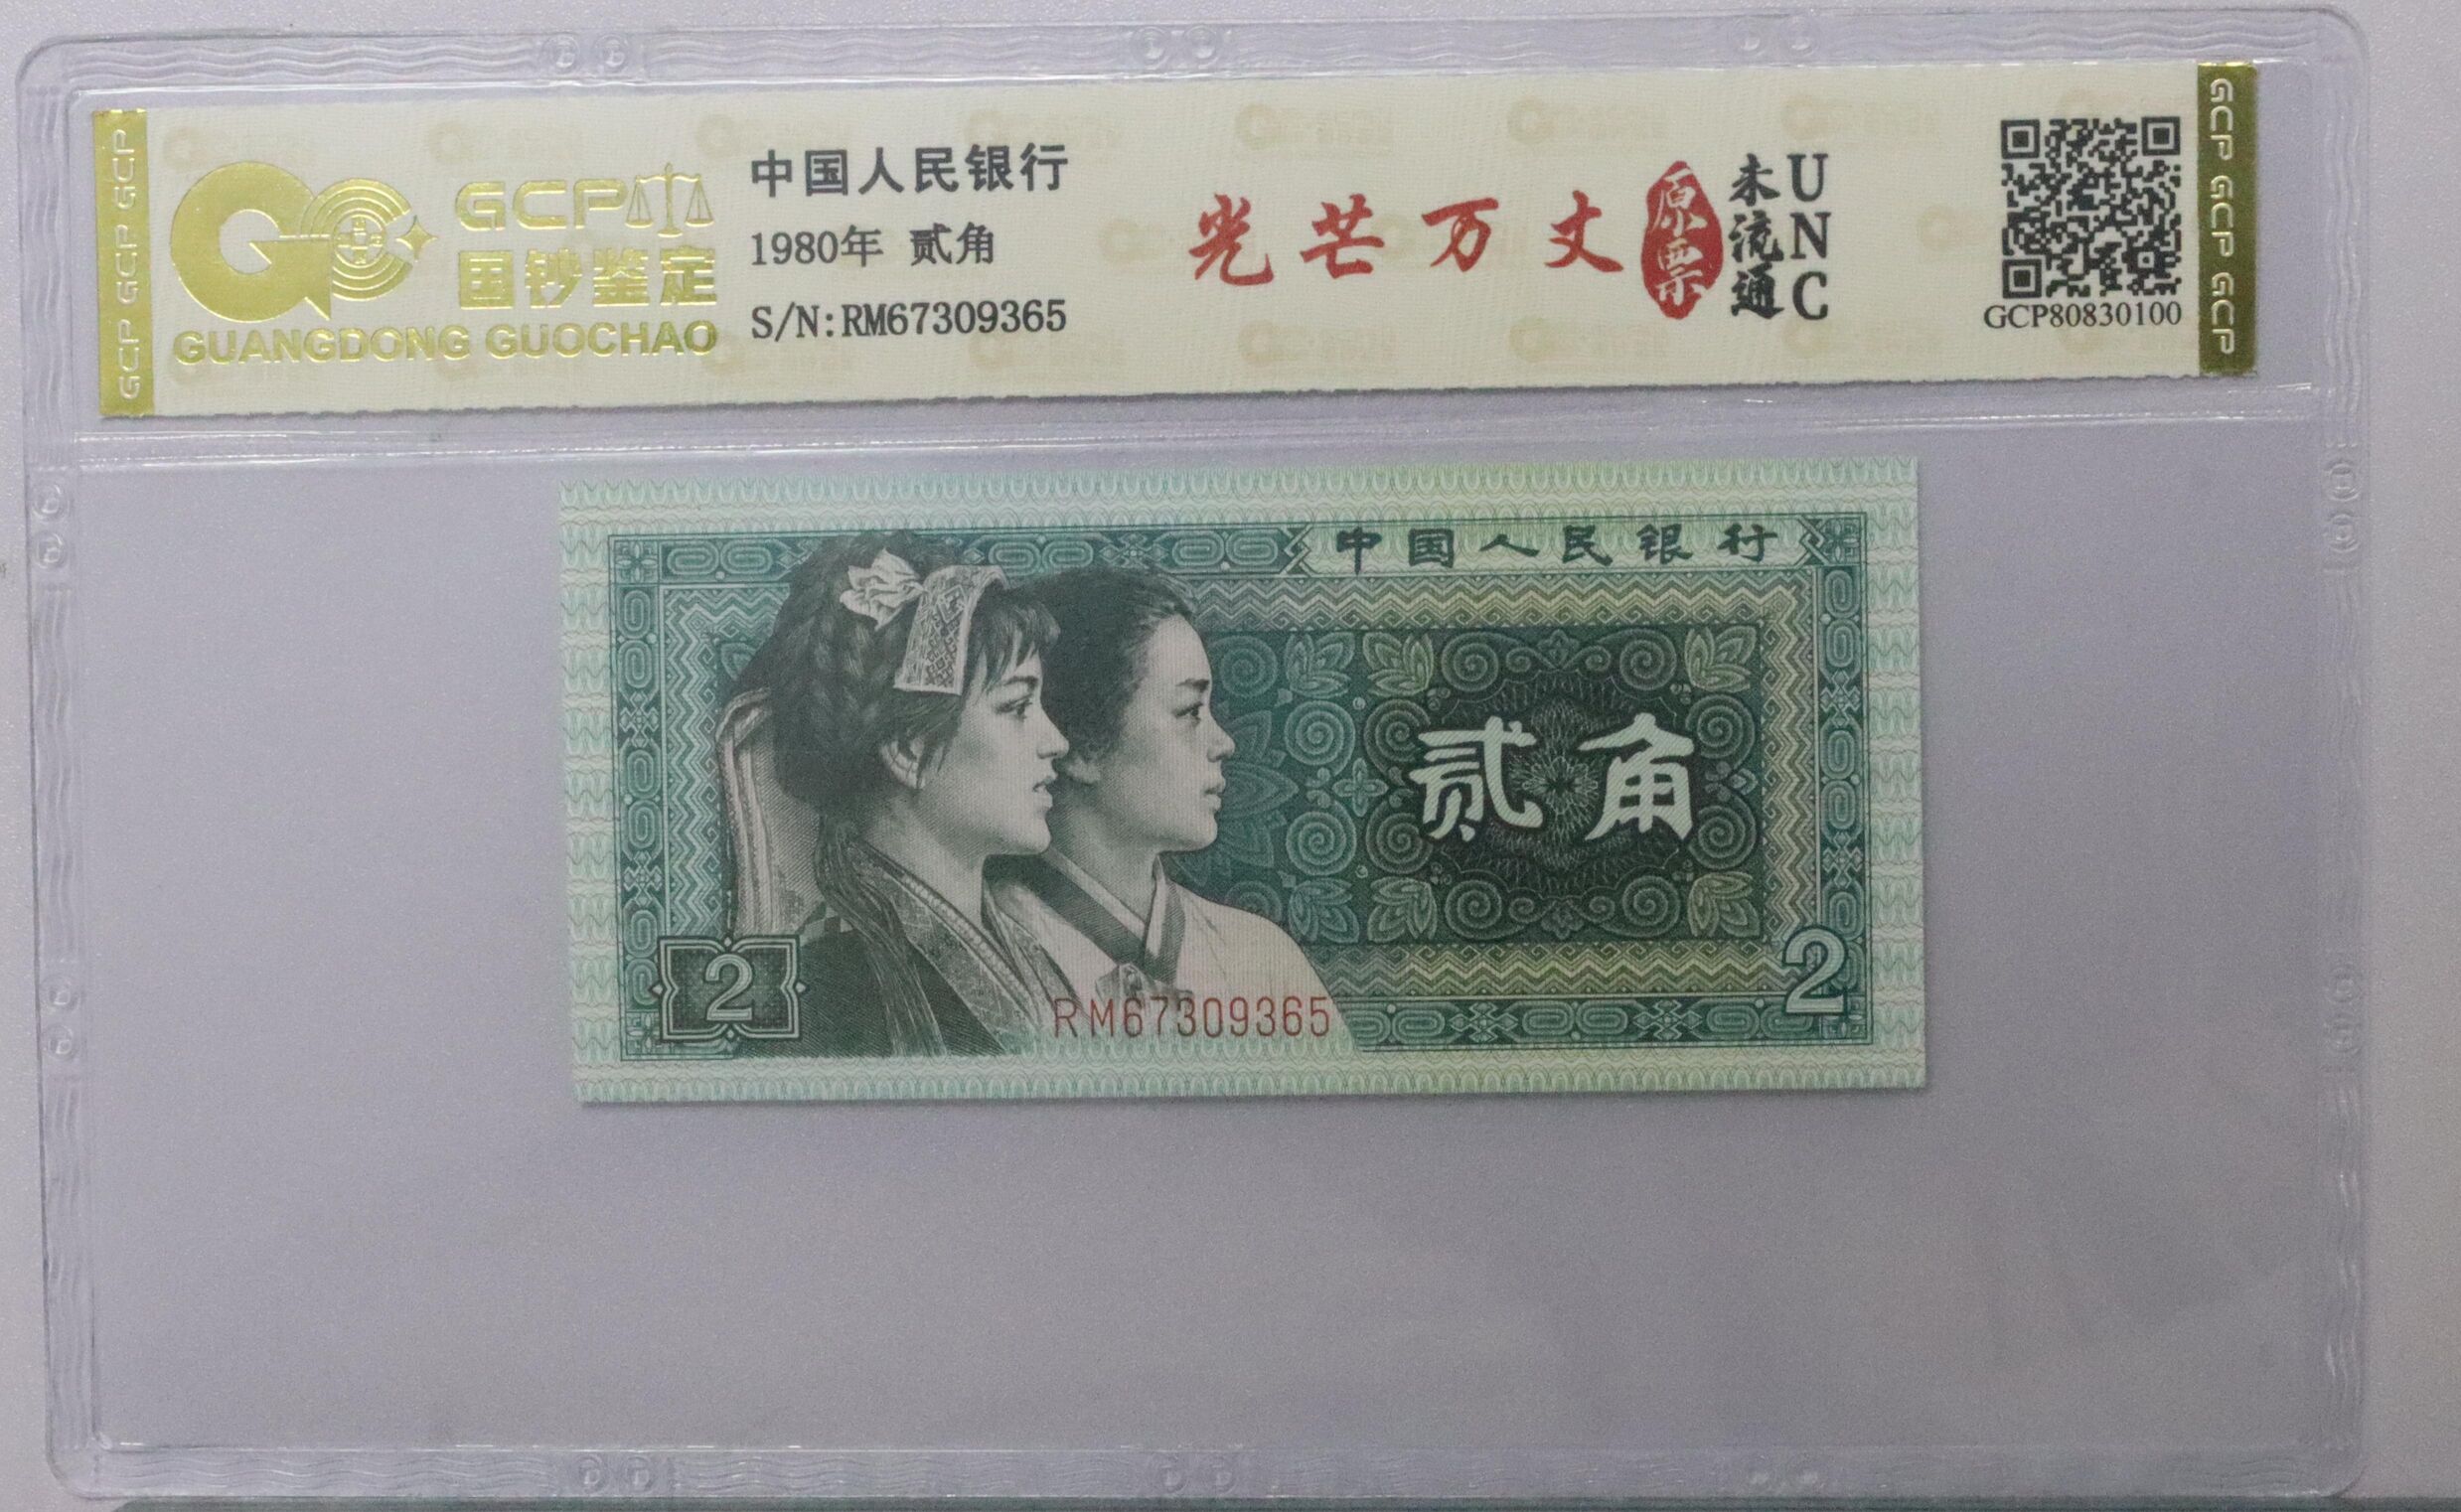 GCP GCP GCP
GCP
国钞鉴定
GUANGDONG GUOCHAO
中国人民银行
1980年 贰角
S/N:RM67309365
光芒万丈
原票
未流通
UNC
GCP80830100
GCP GCP GCP
中国人民银行
贰角
2
2
RM67309365